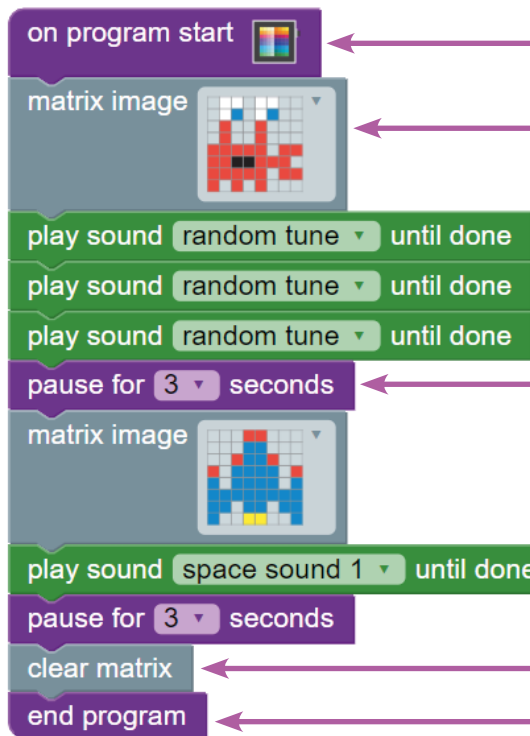 on program start
matrix image
play sound random tune until done
play sound random tune until done
play sound random tune until done
pause for 3 seconds
matrix image
play sound space sound 1 until done
pause for 3 seconds
clear matrix
end program